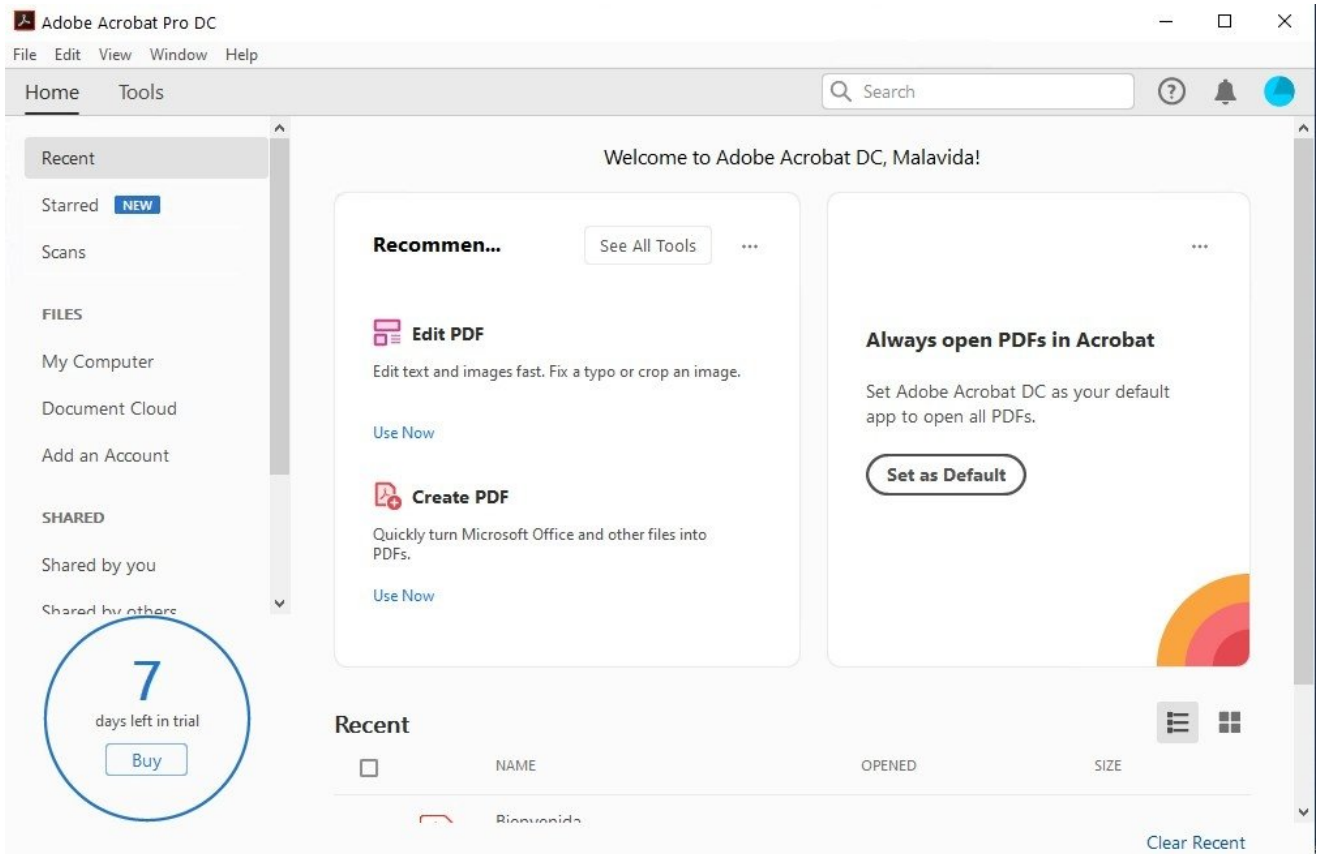 Adobe Acrobat Pro DC
File Edit View Window Help
Home Tools
Search
Recent
Starred NEW
Scans
FILES
My Computer
Document Cloud
Add an Account
SHARED
Shared by you
Shared by others
7
days left in trial
Buy
Welcome to Adobe Acrobat DC, Malavida!
Recommen...
See All Tools
Edit PDF
Edit text and images fast. Fix a typo or crop an image.
Use Now
Create PDF
Quickly turn Microsoft Office and other files into
PDFs.
Use Now
Always open PDFs in Acrobat
Set Adobe Acrobat DC as your default
app to open all PDFs.
Set as Default
Recent
NAME OPENED SIZE
Bienvenida
Clear Recent